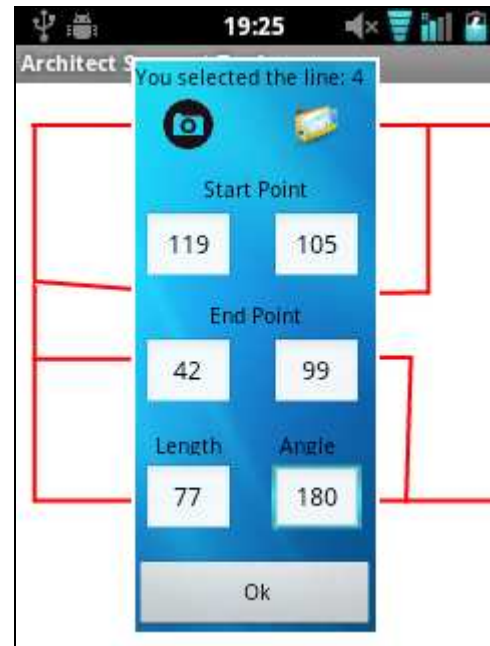 19:25
Architect S
You selected the line: 4
Start Point
119 105
End Point
42 99
Length Angle
77 180
Ok